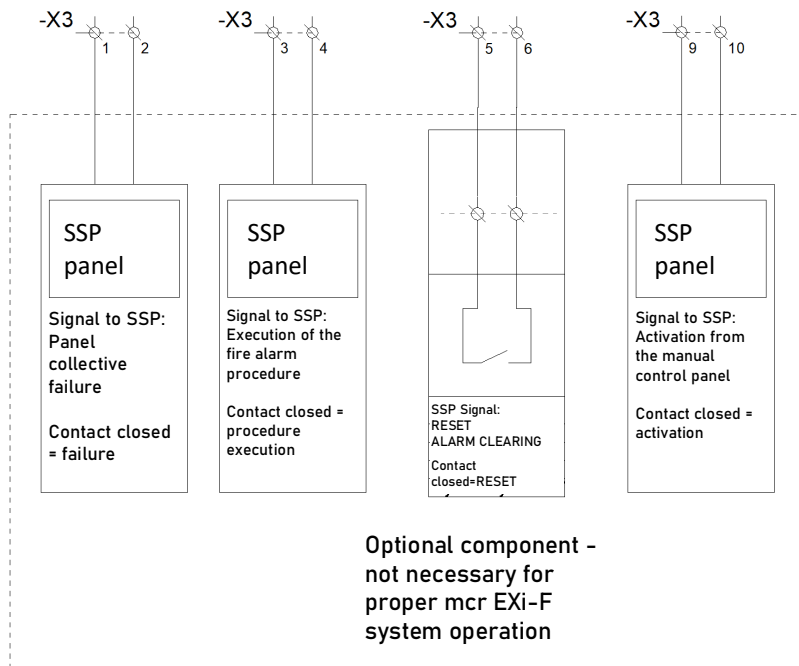 -X3
1
2
-X3
3
4
-X3
5
6
-X3
9
10
SSP
panel
Signal to SSP:
Panel
collective
failure
Contact closed
= failure
SSP
panel
Signal to SSP:
Execution of the
fire alarm
procedure
Contact closed =
procedure
execution
SSP Signal:
RESET
ALARM CLEARING
Contact
closed=RESET
SSP
panel
Signal to SSP:
Activation from
the manual
control panel
Contact closed =
activation
Optional component -
not necessary for
proper mcr EXi-F
system operation